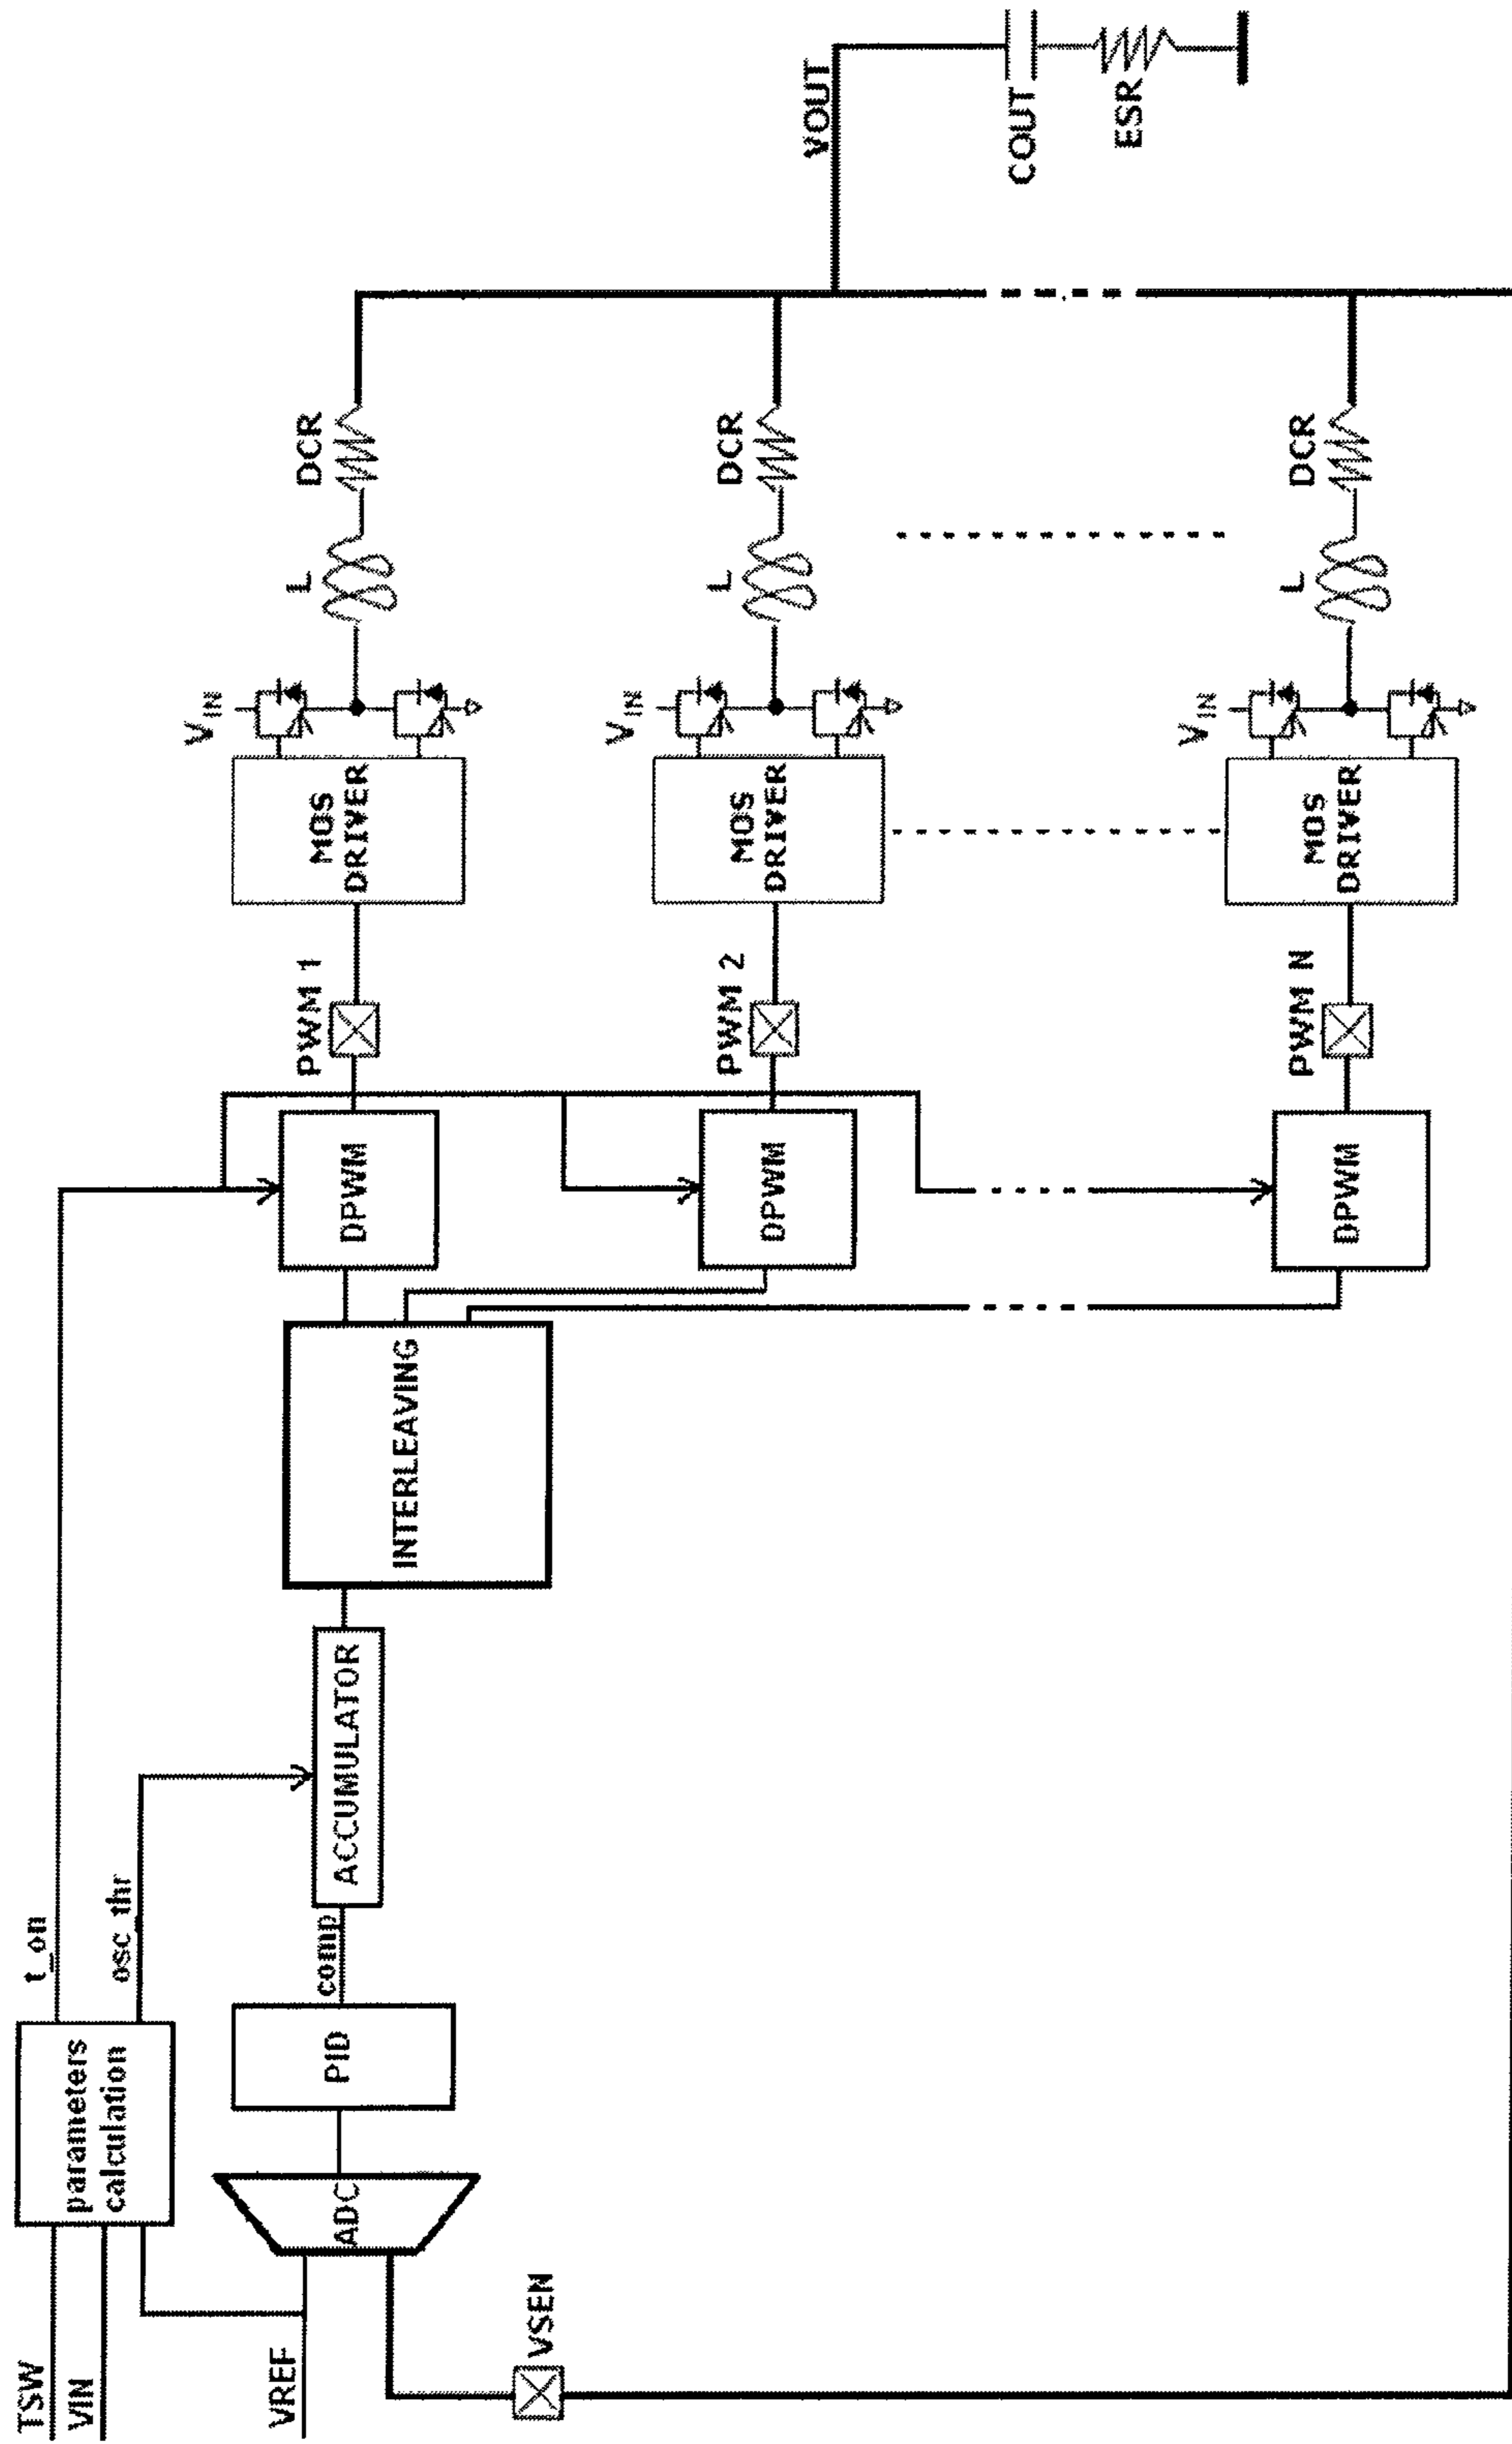 TSW
VIN
VREF
parameters
calculation
t_on
osc_thr
ADC
VSEN
PID
comp
ACCUMULATOR
INTERLEAVING
DPWM
PWM 1
MOS
DRIVER
VIN
L
DCR
DPWM
PWM 2
MOS
DRIVER
VIN
L
DCR
DPWM
PWM N
MOS
DRIVER
VIN
L
DCR
VOUT
COUT
ESR